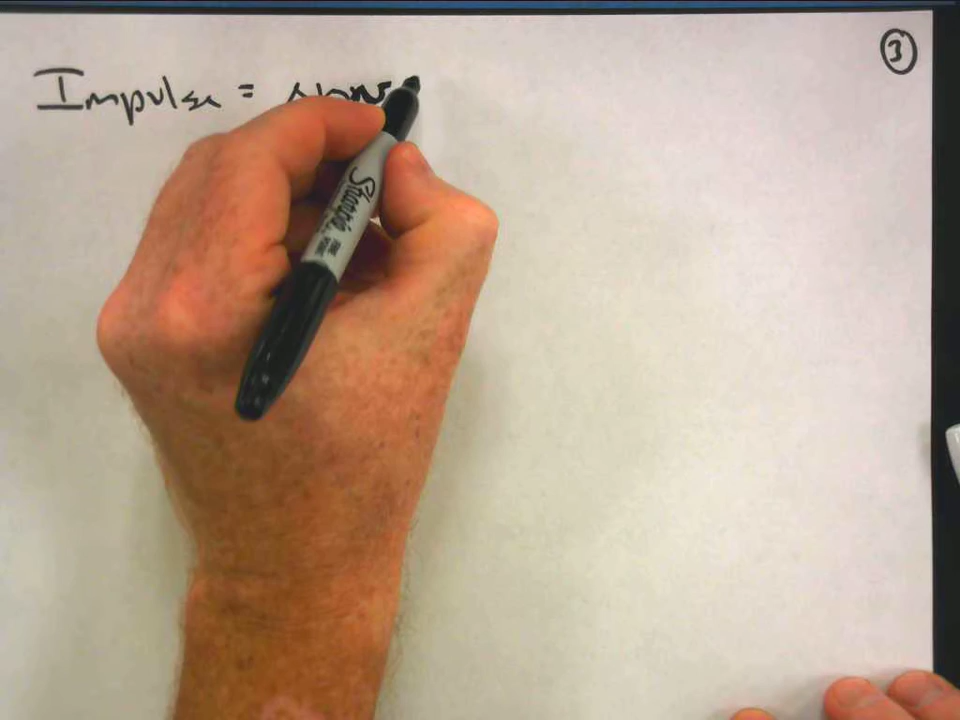 ③
Impulse =
Sharpie